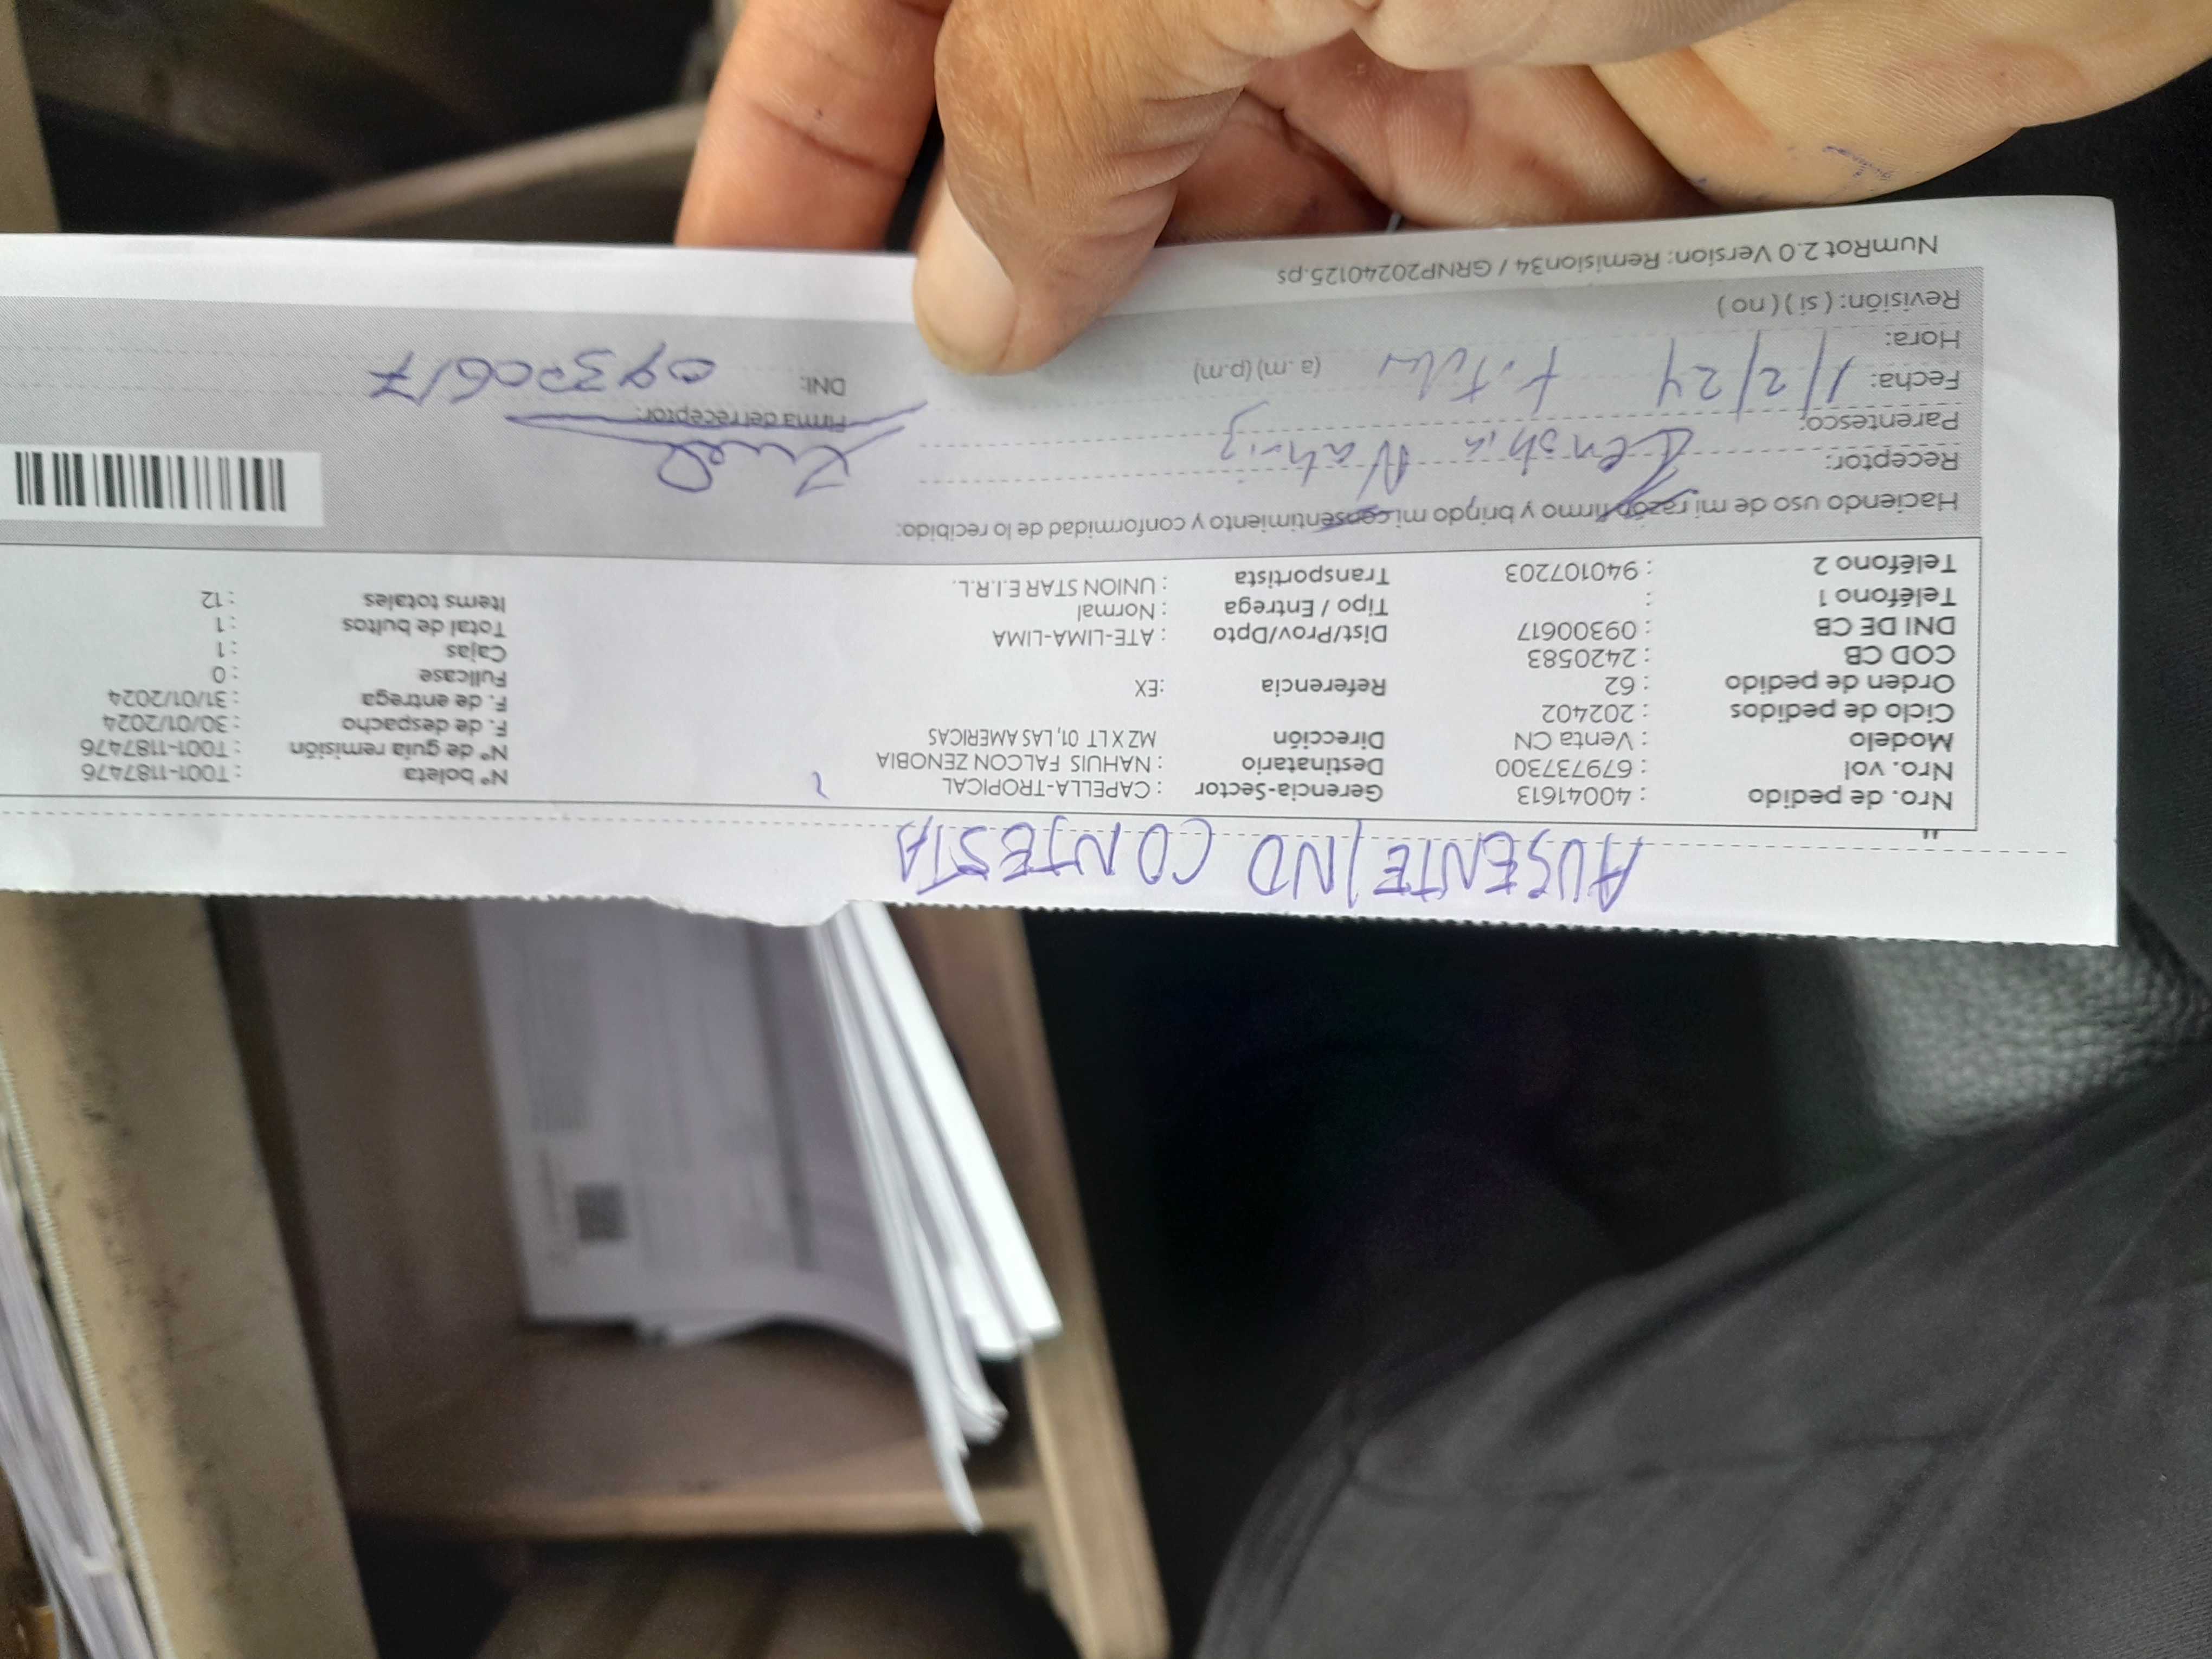 AUSENTE/NO CONTESTA
Nro. de pedido : 40041613 Gerencia-Sector : CAPELLA-TROPICAL Nº boleta : T001-1187476
Nro. vol : 679737300 Destinatario : NAHUIS FALCON ZENOBIA Nº de guía remisión : T001-1187476
Modelo : Venta CN Dirección MZ X LT 01, LAS AMERICAS F. de despacho : 30/01/2024
Ciclo de pedidos : 202402 F. de entrega : 31/01/2024
Orden de pedido : 62 Referencia :EX Fullcase : 0
COD CB : 2420583 Cajas : 1
DNI DE CB : 09300617 Dist/Prov/Dpto : ATE-LIMA-LIMA Total de bultos : 1
Teléfono 1 : Tipo / Entrega : Normal Items totales : 12
Teléfono 2 : 940107203 Transportista : UNION STAR E.I.R.L.
Haciendo uso de mi razón firmo y brindo mi consentimiento y conformidad de lo recibido:
Receptor:
Parentesco: Firma del receptor:
Fecha: 1/2/24 DNI: 09300617
Hora: (a .m) (p.m)
Revisión: ( si ) ( no )
NumRot 2.0 Version: Remision34 / GRNP20240125.ps